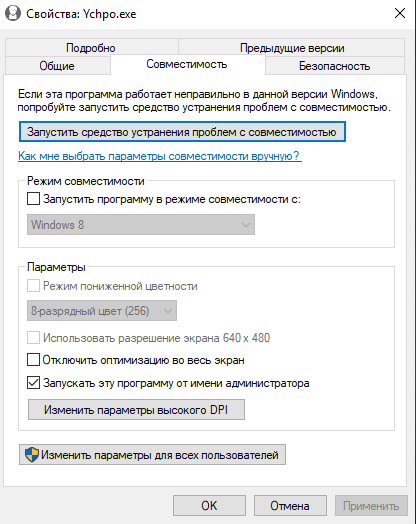 Свойства: Ychpo.exe
Подробно
Предыдущие версии
Общие
Совместимость
Безопасность
Если эта программа работает неправильно в данной версии Windows,
попробуйте запустить средство устранения проблем с совместимостью.
Запустить средство устранения проблем с совместимостью
Как мне выбрать параметры совместимости вручную?
Режим совместимости
Запустить программу в режиме совместимости с:
Windows 8
Параметры
Режим пониженной цветности
8-разрядный цвет (256)
Использовать разрешение экрана 640 x 480
Отключить оптимизацию во весь экран
Запускать эту программу от имени администратора
Изменить параметры высокого DPI
Изменить параметры для всех пользователей
OK
Отмена
Применить